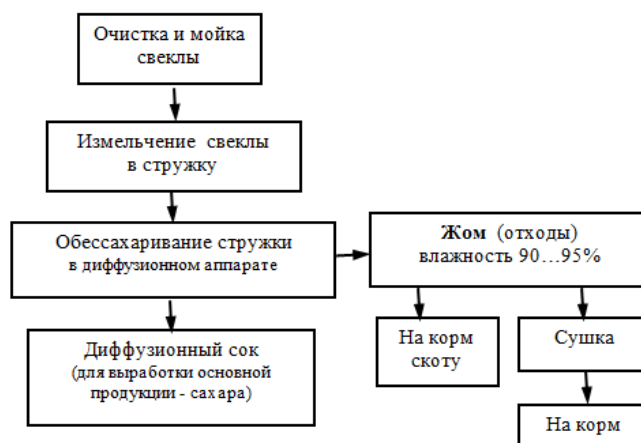 Очистка и мойка
свеклы
Измельчение свеклы
в стружку
Обессахаривание стружки
в диффузионном аппарате
Жом (отходы)
влажность 90...95%
Диффузионный сок
(для выработки основной
продукции - сахара)
На корм
скоту
Сушка
На корм